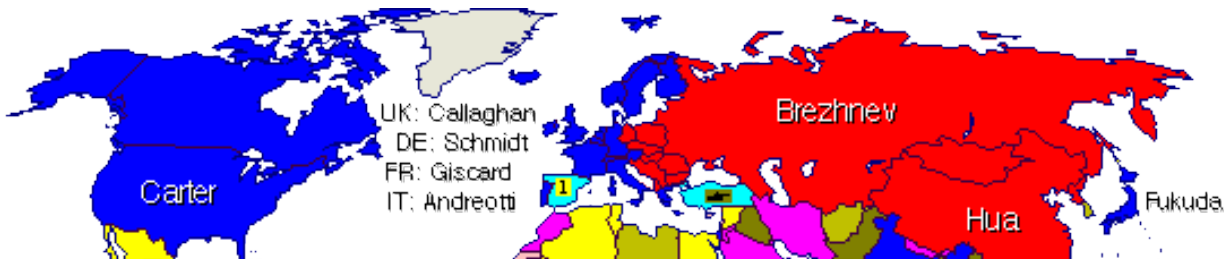 UK: Callaghan
DE: Schmidt
FR: Giscard
IT: Andreotti
Carter
1
Brezhnev
Hua
Fukuda